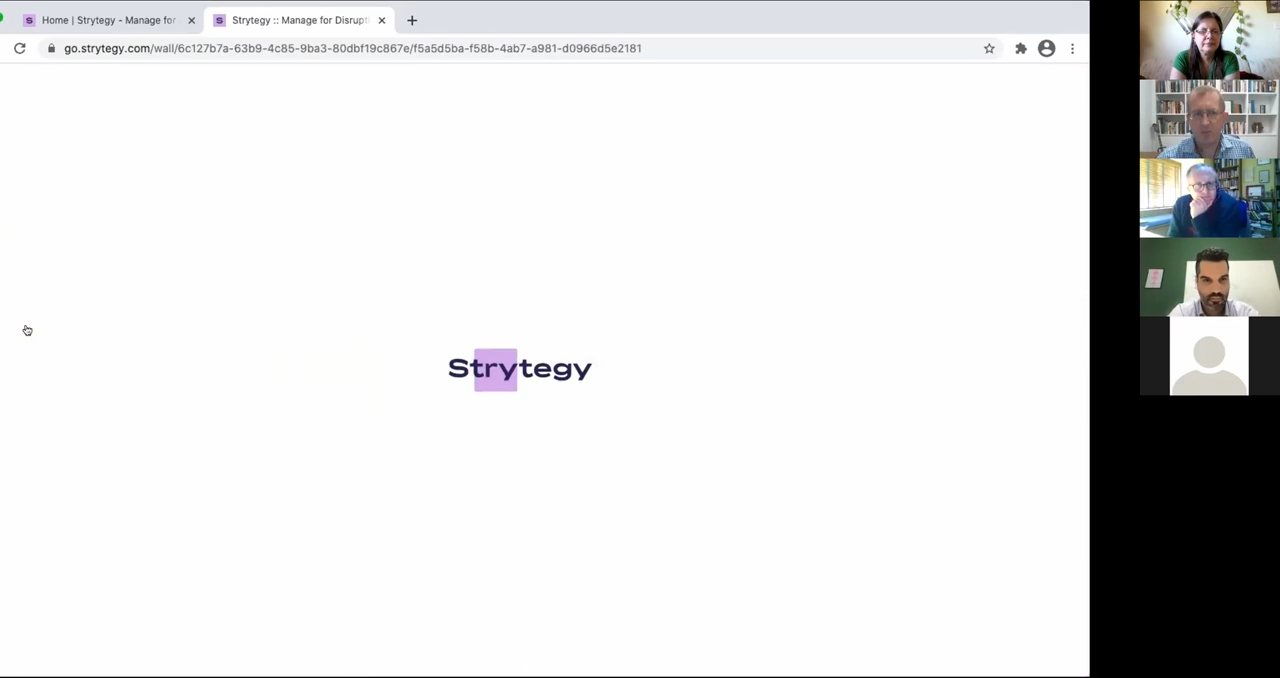 Home | Strytegy - Manage for
Strytegy :: Manage for Disrupti
go.strytegy.com/wall/6c127b7a-63b9-4c85-9ba3-80dbf19c867e/f5a5d5ba-f58b-4ab7-a981-d0966d5e2181
Strytegy